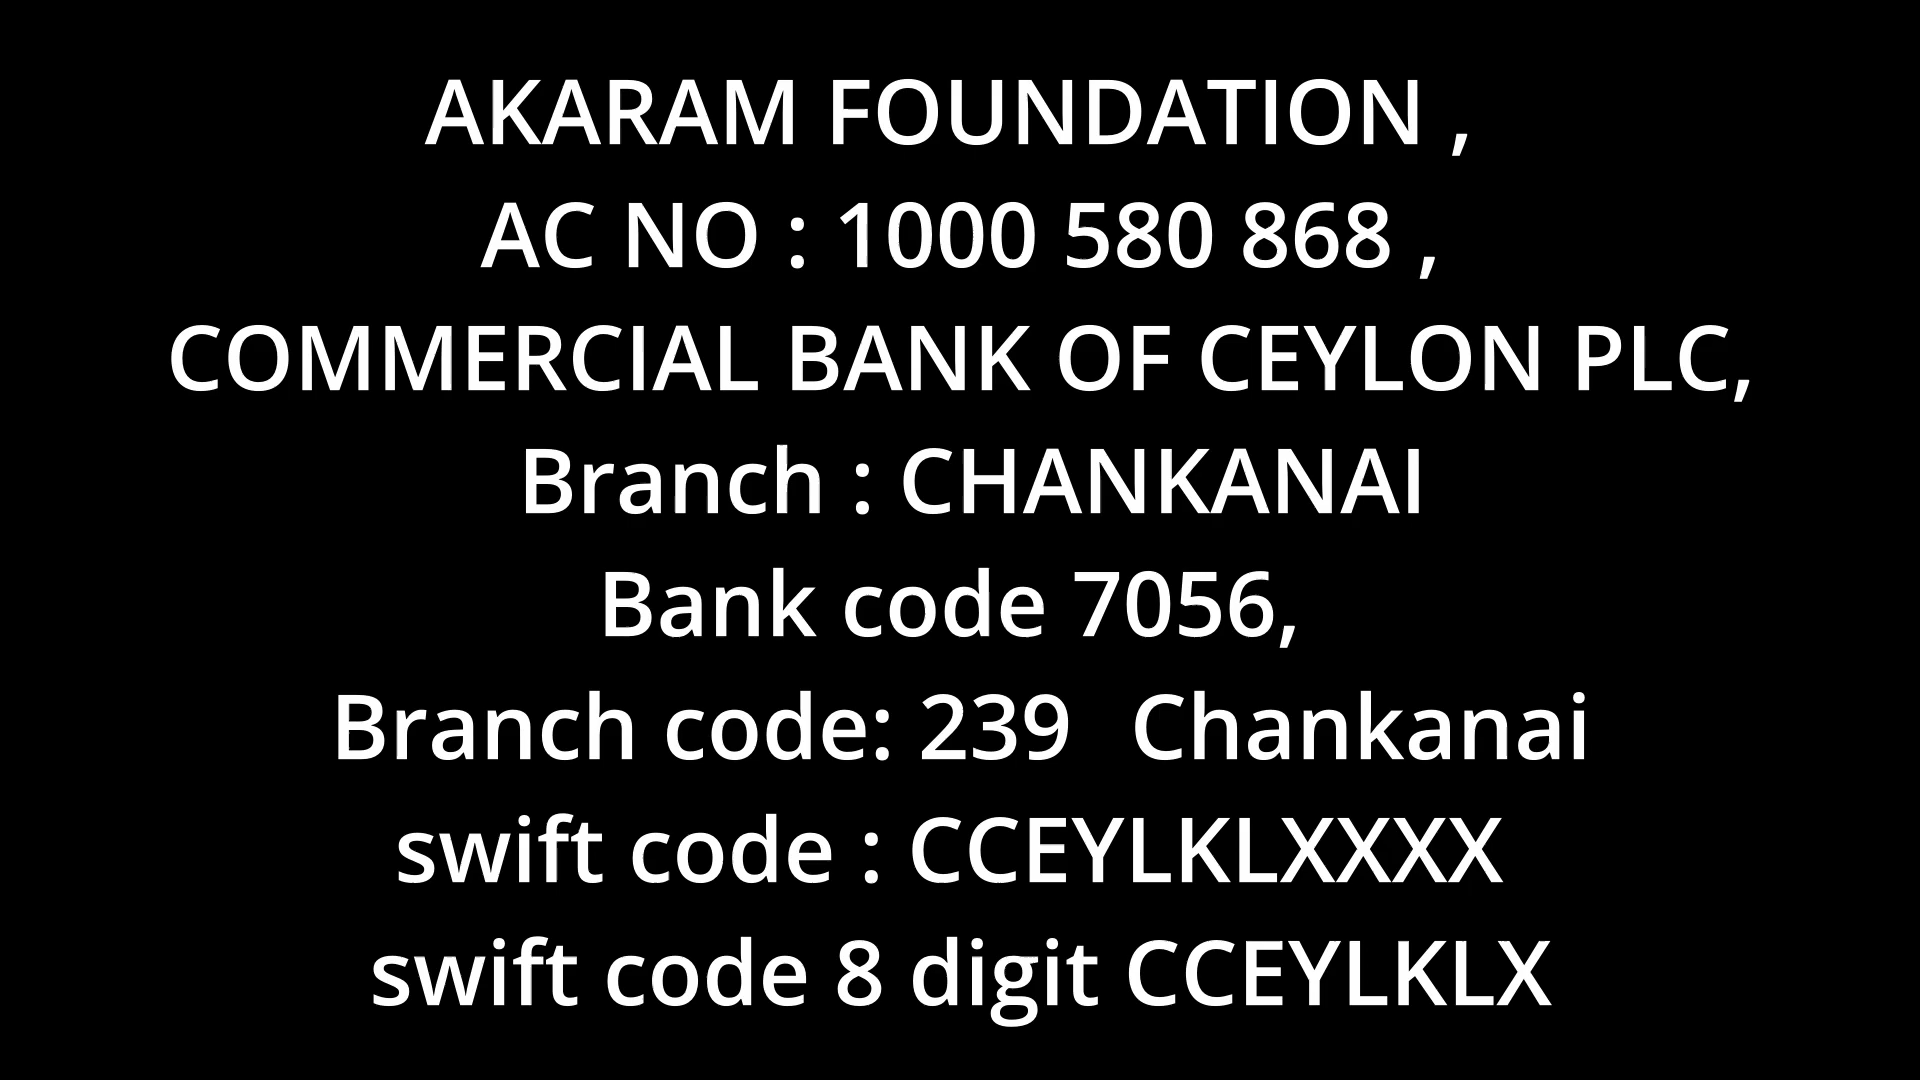 AKARAM FOUNDATION ,
AC NO : 1000 580 868 ,
COMMERCIAL BANK OF CEYLON PLC,
Branch : CHANKANAI
Bank code 7056,
Branch code: 239 Chankanai
swift code : CCEYLKLXXXX
swift code 8 digit CCEYLKLX